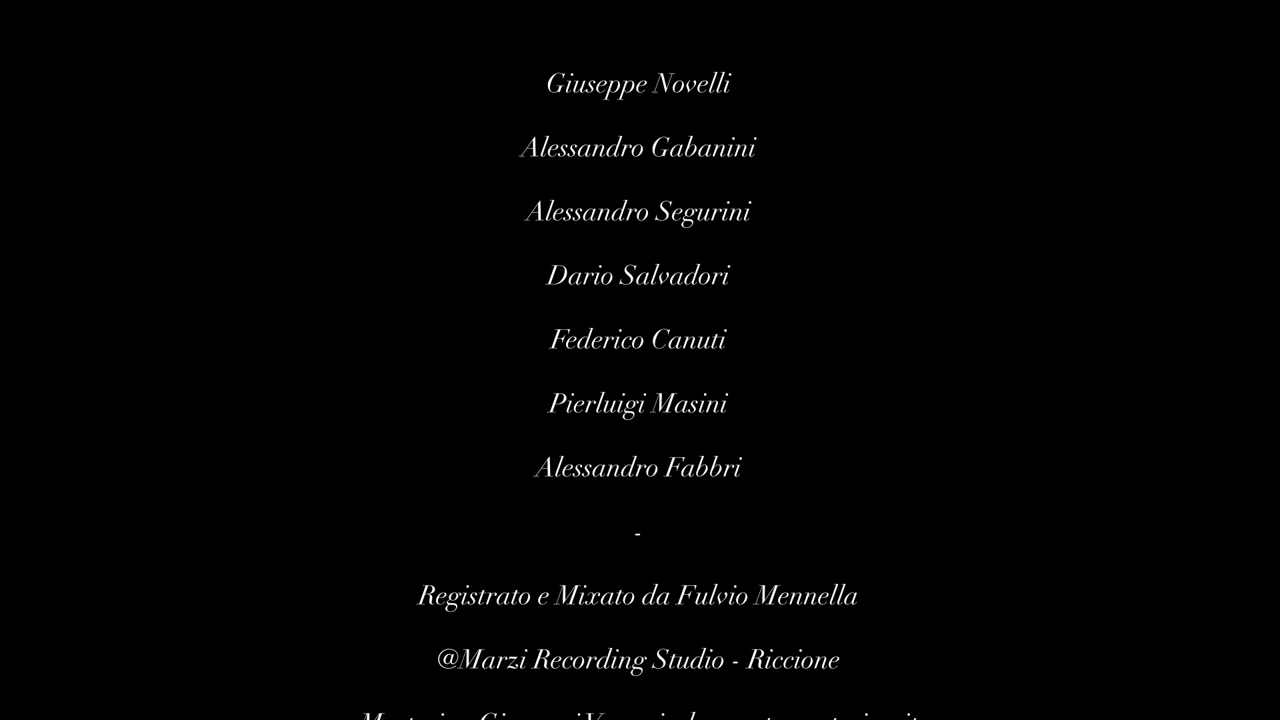 Giuseppe Novelli
Alessandro Gabanini
Alessandro Segurini
Dario Salvadori
Federico Canuti
Pierluigi Masini
Alessandro Fabbri
-
Registrato e Mixato da Fulvio Mennella
@Marzi Recording Studio - Riccione